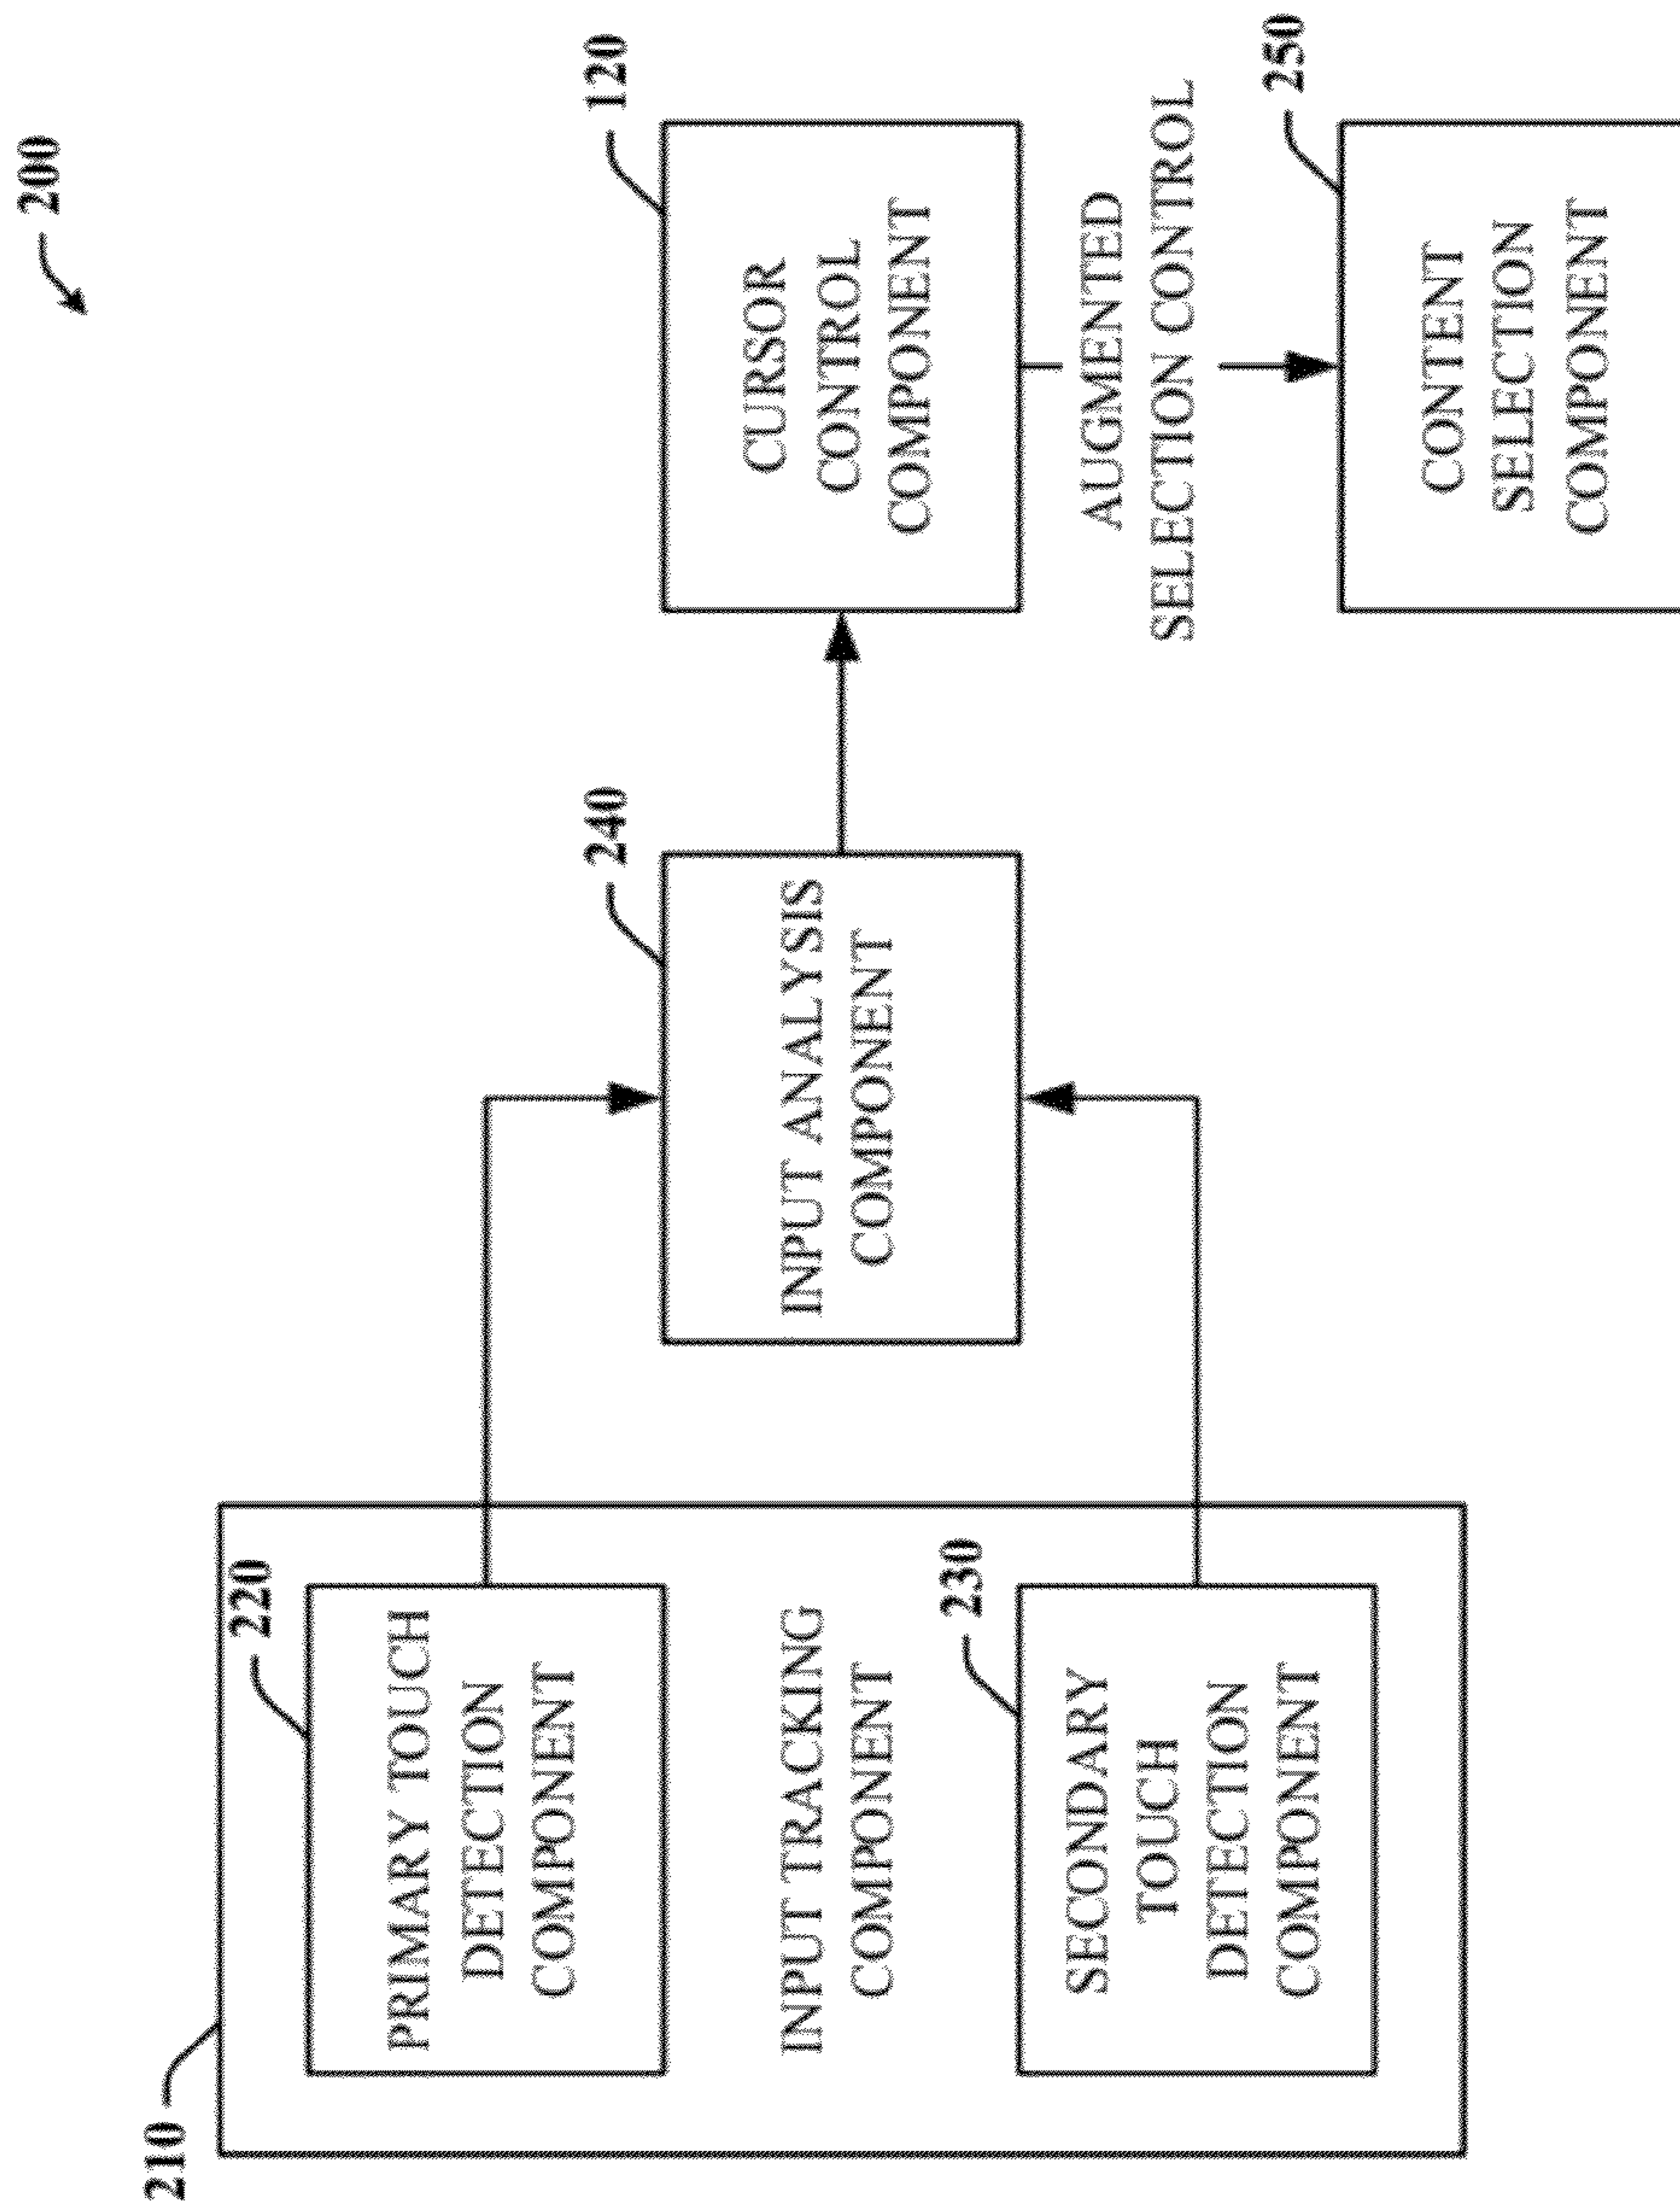 200
210
220
PRIMARY TOUCH
DETECTION
COMPONENT
INPUT TRACKING
COMPONENT
230
SECONDARY
TOUCH
DETECTION
COMPONENT
240
INPUT ANALYSIS
COMPONENT
120
CURSOR
CONTROL
COMPONENT
AUGMENTED
SELECTION CONTROL
250
CONTENT
SELECTION
COMPONENT